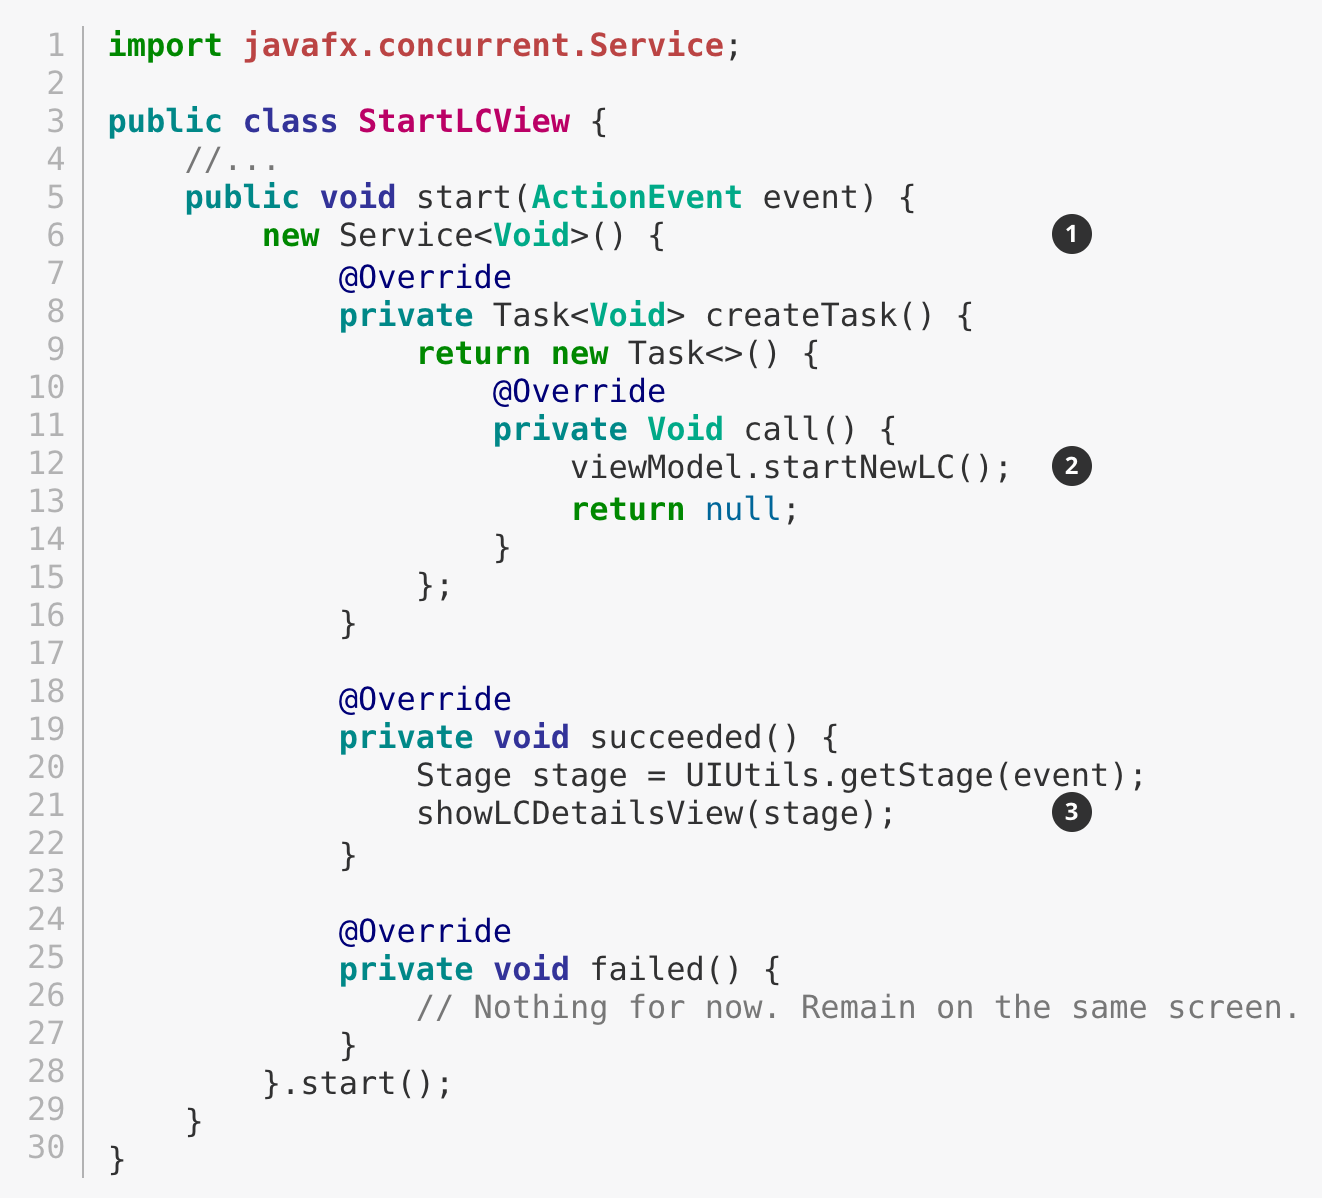 1 import javafx.concurrent.Service;
2
3 public class StartLCView {
4     //...
5     public void start(ActionEvent event) {
6         new Service<Void>() { 1
7             @Override
8             private Task<Void> createTask() {
9                 return new Task<>() {
10                     @Override
11                     private Void call() {
12                         viewModel.startNewLC(); 2
13                         return null;
14                     }
15                 };
16             }
17
18             @Override
19             private void succeeded() {
20                 Stage stage = UIUtils.getStage(event);
21                 showLCDetailsView(stage); 3
22             }
23
24             @Override
25             private void failed() {
26                 // Nothing for now. Remain on the same screen.
27             }
28         }.start();
29     }
30 }